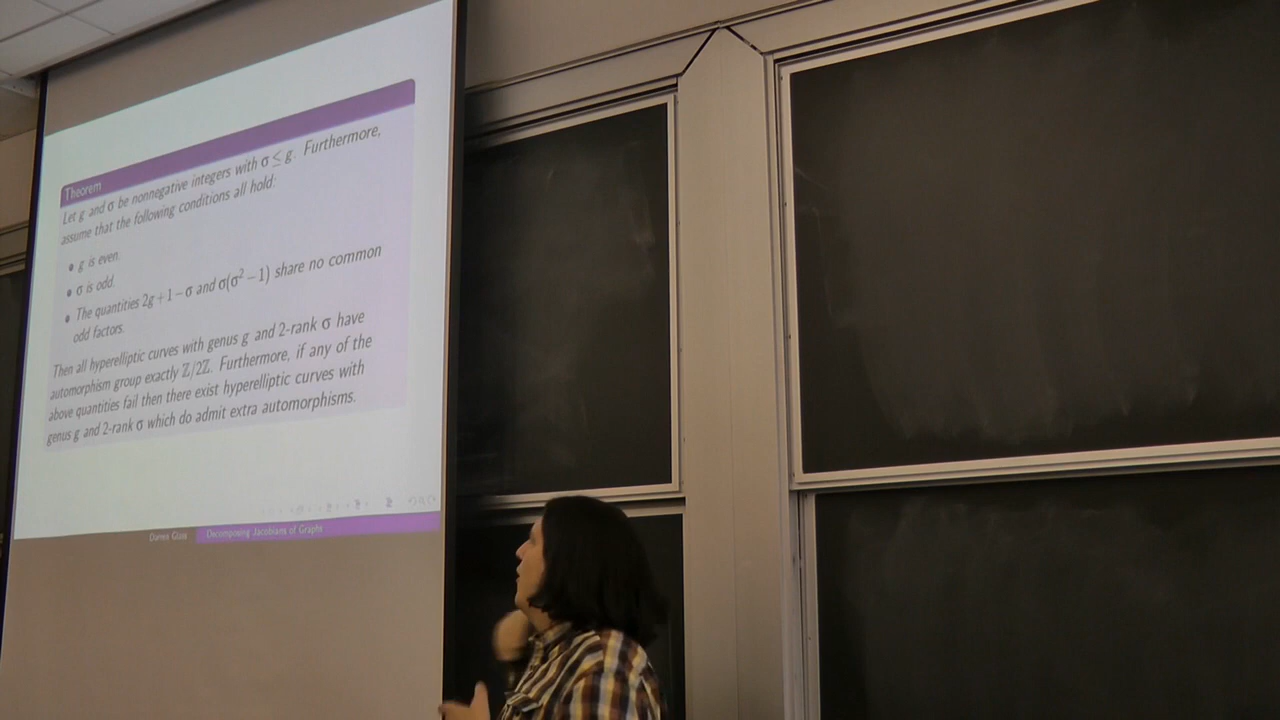 Theorem
Let g and σ be nonnegative integers with σ ≤ g. Furthermore,
assume that the following conditions all hold:
• g is even.
• σ is odd.
• The quantities 2g + 1 − σ and σ(σ² − 1) share no common
odd factors.
Then all hyperelliptic curves with genus g and 2-rank σ have
automorphism group exactly ℤ/2ℤ. Furthermore, if any of the
above quantities fail then there exist hyperelliptic curves with
genus g and 2-rank σ which do admit extra automorphisms.
Darren Glass Decomposing Jacobians of Graphs